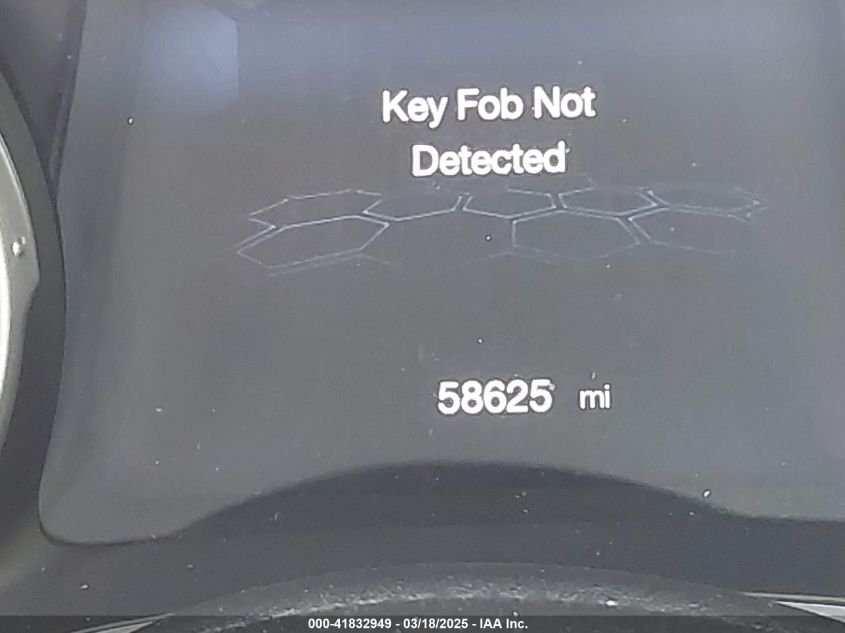 Key Fob Not
Detected
58625 mi
000-41832949 - 03/18/2025 - IAA Inc.